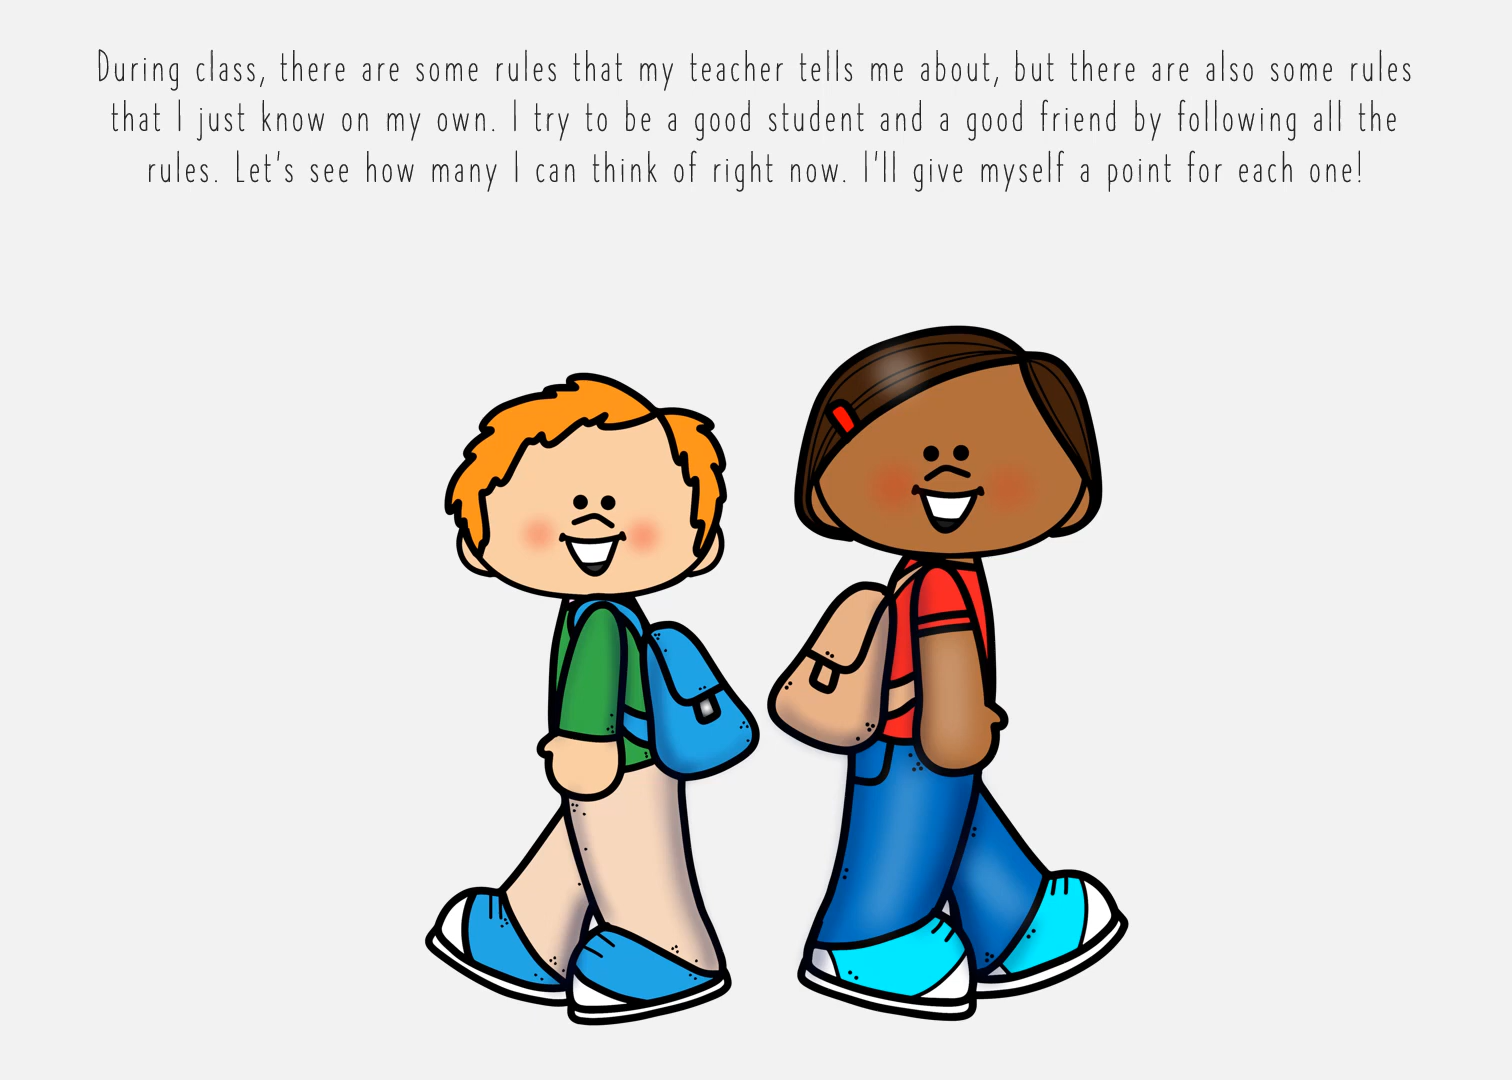 During class, there are some rules that my teacher tells me about, but there are also some rules
that I just know on my own. I try to be a good student and a good friend by following all the
rules. Let's see how many I can think of right now. I'll give myself a point for each one!